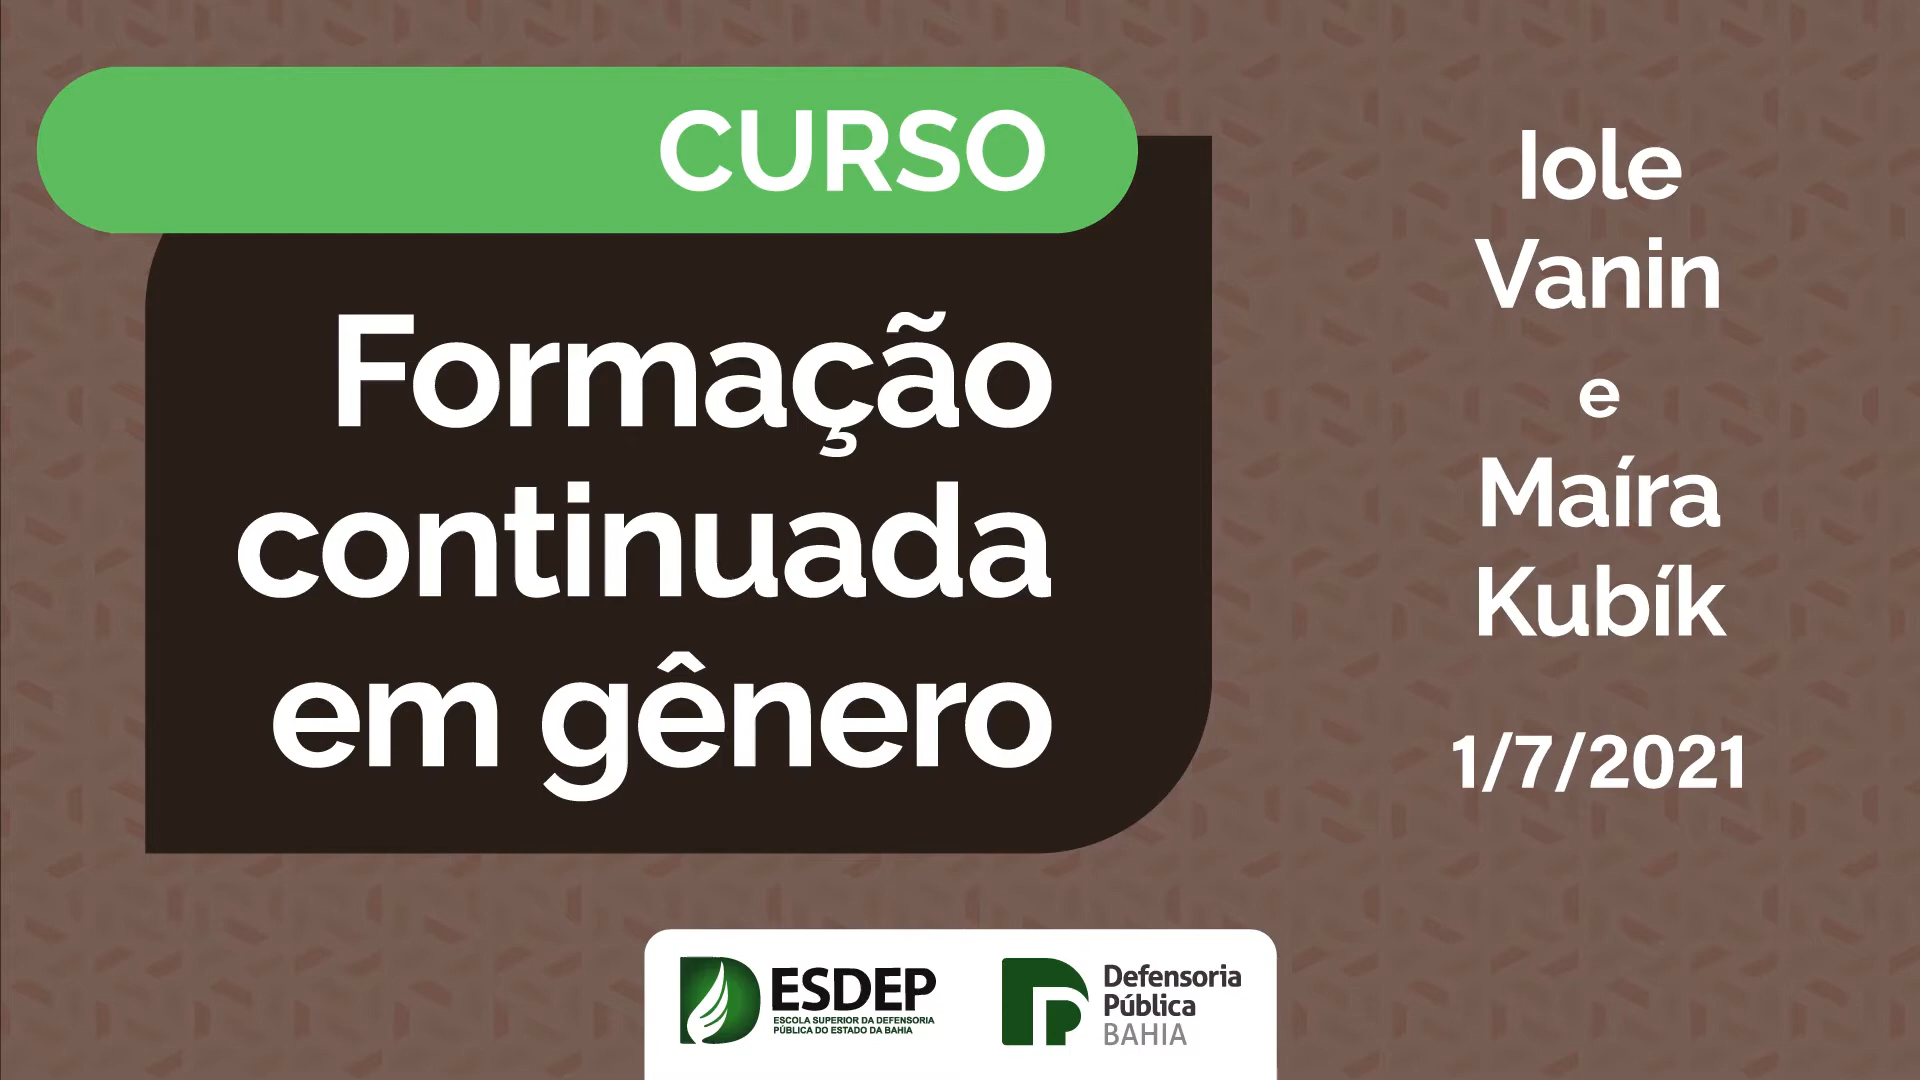 CURSO
Formação
continuada
em gênero
Iole
Vanin
e
Maíra
Kubík
1/7/2021
ESDEP
ESCOLA SUPERIOR DA DEFENSORIA
PÚBLICA DO ESTADO DA BAHIA
Defensoria
Pública
BAHIA